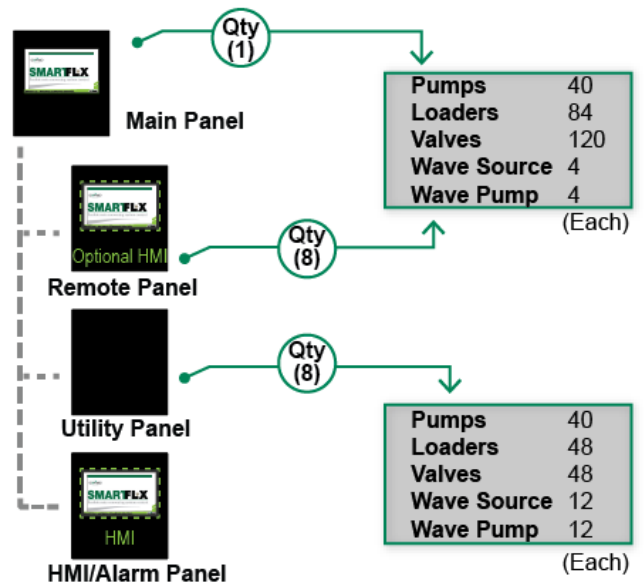 Qty
(1)
SMARTFLX
Main Panel
Pumps 40
Loaders 84
Valves 120
Wave Source 4
Wave Pump 4
(Each)
SMARTFLX
Optional HMI
Remote Panel
Qty
(8)
Utility Panel
Qty
(8)
Pumps 40
Loaders 48
Valves 48
Wave Source 12
Wave Pump 12
(Each)
SMARTFLX
HMI
HMI/Alarm Panel